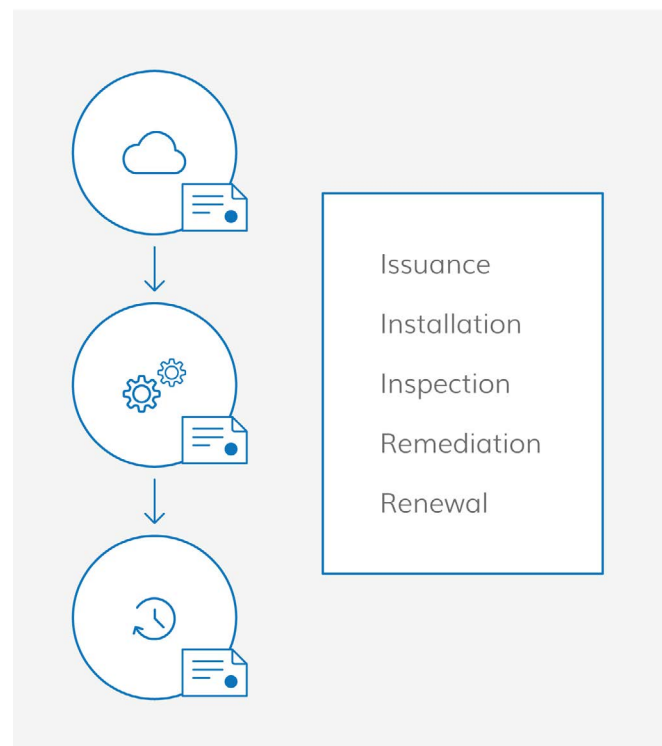 Issuance
Installation
Inspection
Remediation
Renewal